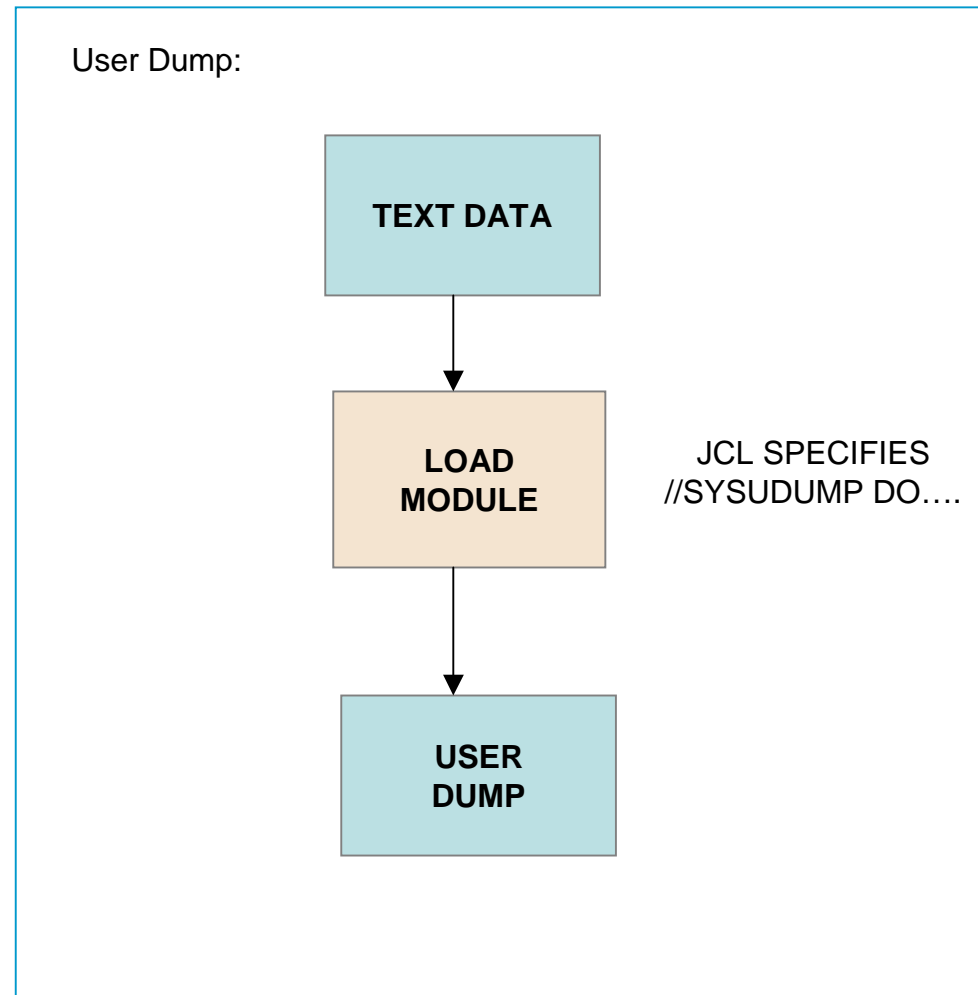 User Dump:
TEXT DATA
LOAD
MODULE
JCL SPECIFIES
//SYSUDUMP DO….
USER
DUMP